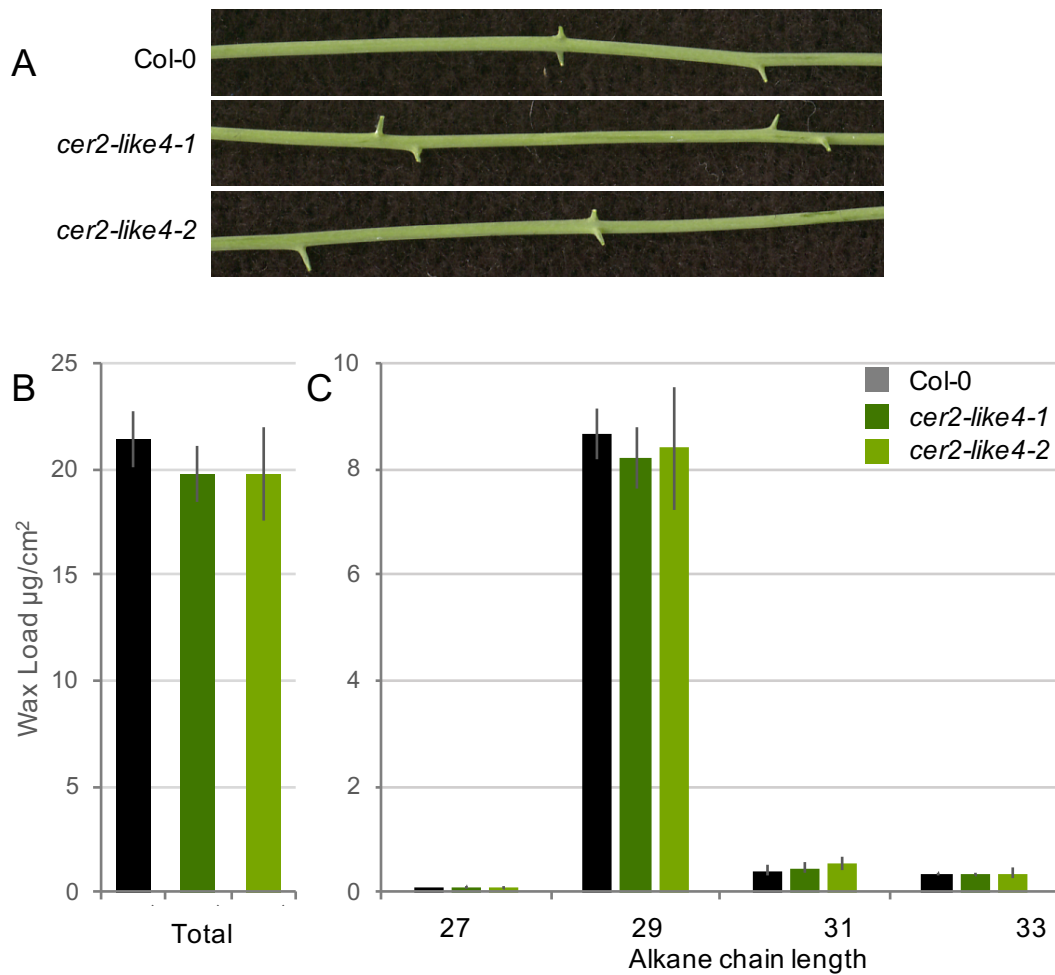 A
Col-0
cer2-like4-1
cer2-like4-2
B
C
25
20
15
10
5
0
Wax Load µg/cm²
Total
10
8
6
4
2
0
Col-0
cer2-like4-1
cer2-like4-2
27 29 31 33
Alkane chain length